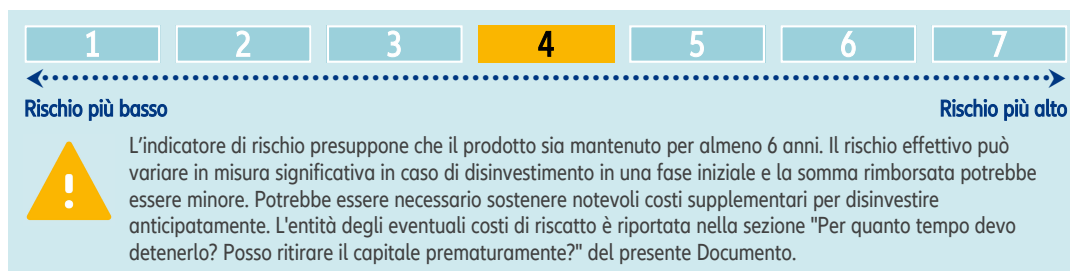 1 2 3 4 5 6 7
Rischio più basso Rischio più alto
L'indicatore di rischio presuppone che il prodotto sia mantenuto per almeno 6 anni. Il rischio effettivo può
variare in misura significativa in caso di disinvestimento in una fase iniziale e la somma rimborsata potrebbe
essere minore. Potrebbe essere necessario sostenere notevoli costi supplementari per disinvestire
anticipatamente. L'entità degli eventuali costi di riscatto è riportata nella sezione "Per quanto tempo devo
detenerlo? Posso ritirare il capitale prematuramente?" del presente Documento.